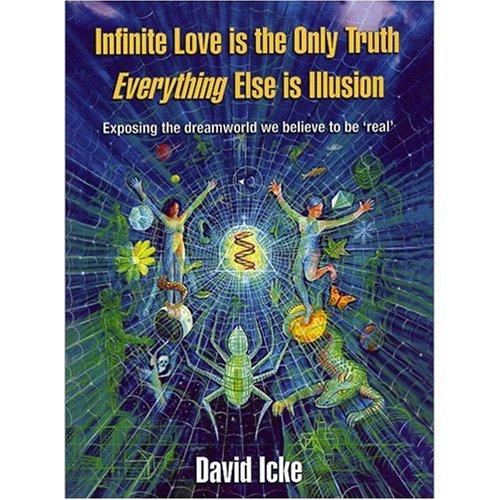 Infinite Love is the Only Truth
Everything Else is Illusion
Exposing the dreamworld we believe to be 'real'
David Icke